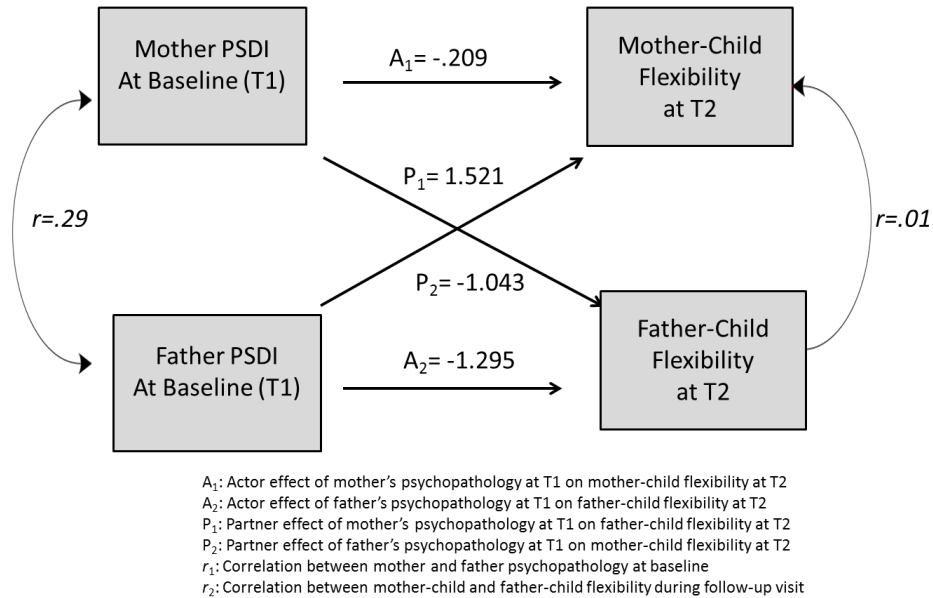 Mother PSDI
At Baseline (T1)
A₁= -.209
Mother-Child
Flexibility
at T2
P₁= 1.521
r=.29
r=.01
P₂= -1.043
Father PSDI
At Baseline (T1)
A₂= -1.295
Father-Child
Flexibility
at T2
A₁: Actor effect of mother’s psychopathology at T1 on mother-child flexibility at T2
A₂: Actor effect of father’s psychopathology at T1 on father-child flexibility at T2
P₁: Partner effect of mother’s psychopathology at T1 on father-child flexibility at T2
P₂: Partner effect of father’s psychopathology at T1 on mother-child flexibility at T2
r₁: Correlation between mother and father psychopathology at baseline
r₂: Correlation between mother-child and father-child flexibility during follow-up visit